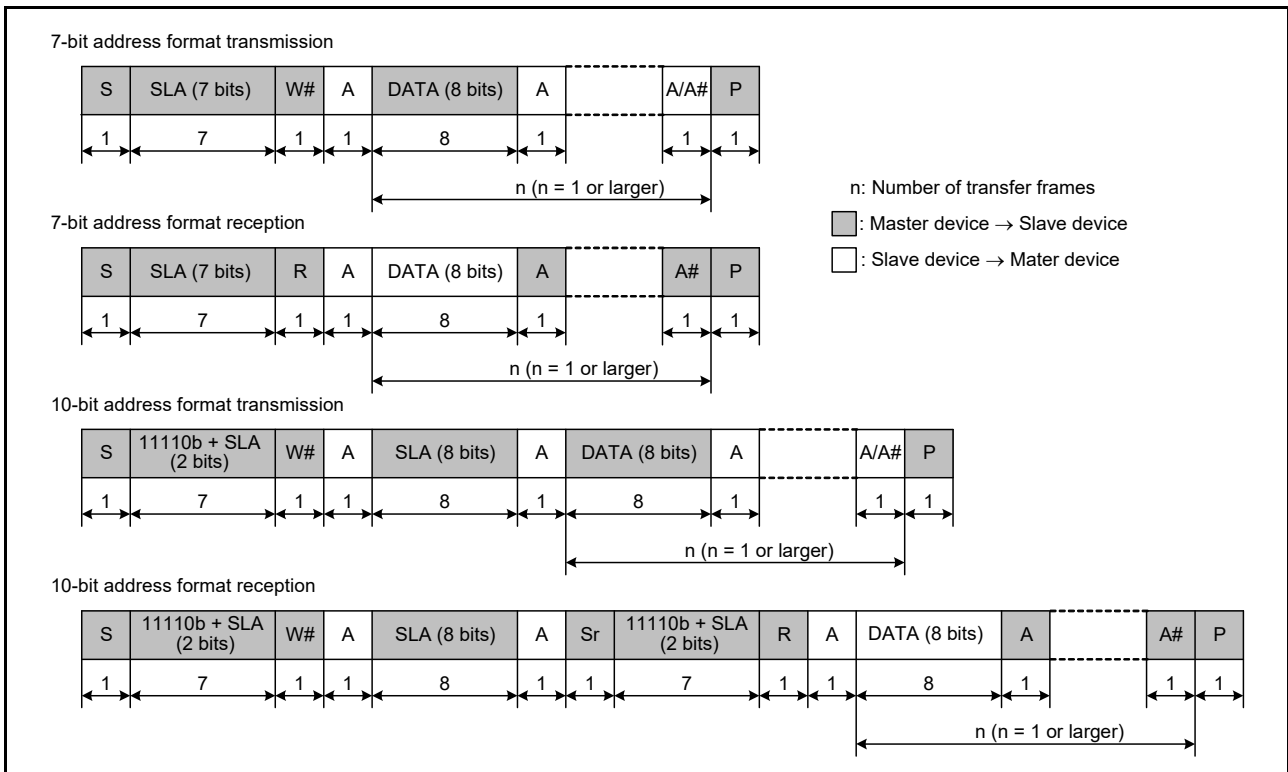 7-bit address format transmission
S SLA (7 bits) W# A DATA (8 bits) A A/A# P
1 7 1 1 8 1 1 1
n (n = 1 or larger)
n: Number of transfer frames
: Master device → Slave device
: Slave device → Mater device
7-bit address format reception
S SLA (7 bits) R A DATA (8 bits) A A# P
1 7 1 1 8 1 1 1
n (n = 1 or larger)
10-bit address format transmission
S 11110b + SLA (2 bits) W# A SLA (8 bits) A DATA (8 bits) A A/A# P
1 7 1 1 8 1 8 1 1 1
n (n = 1 or larger)
10-bit address format reception
S 11110b + SLA (2 bits) W# A SLA (8 bits) A Sr 11110b + SLA (2 bits) R A DATA (8 bits) A A# P
1 7 1 1 8 1 1 7 1 1 8 1 1 1
n (n = 1 or larger)